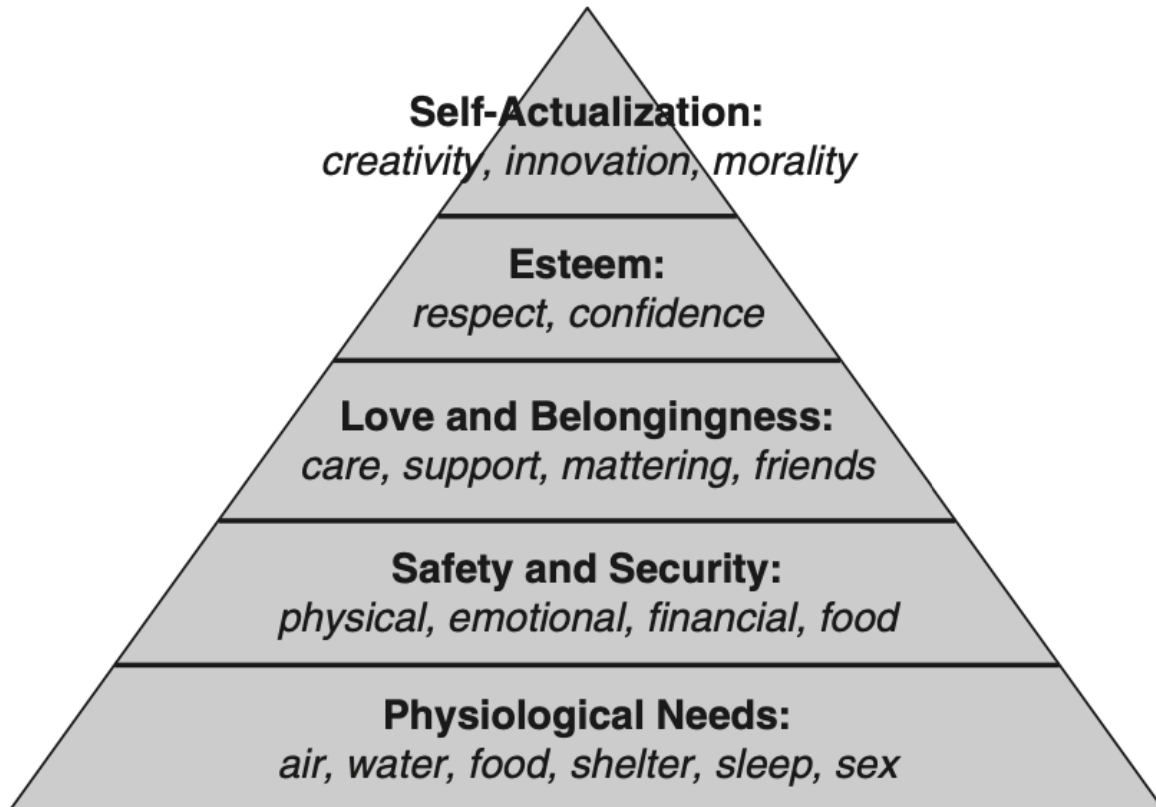 Self-Actualization:
creativity, innovation, morality
Esteem:
respect, confidence
Love and Belongingness:
care, support, mattering, friends
Safety and Security:
physical, emotional, financial, food
Physiological Needs:
air, water, food, shelter, sleep, sex